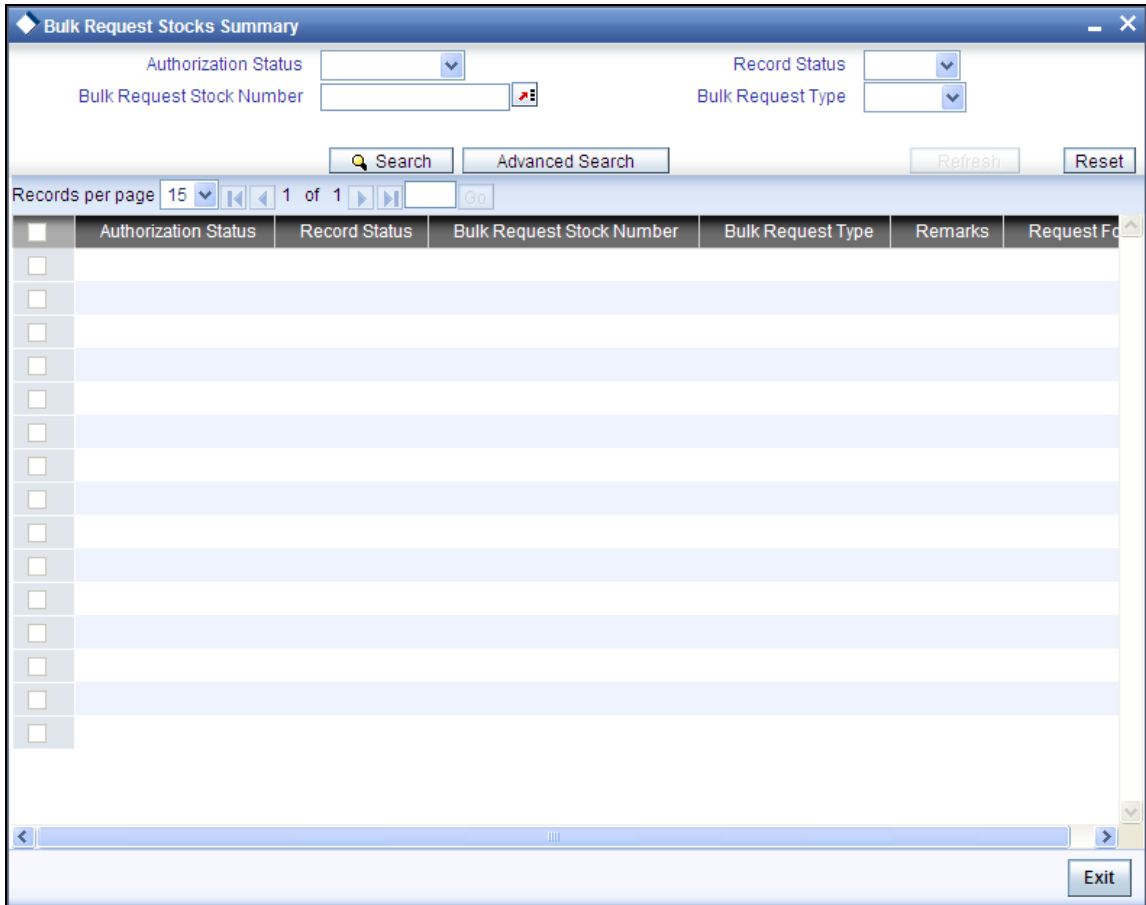 Bulk Request Stocks Summary
Authorization Status Record Status
Bulk Request Stock Number Bulk Request Type
Search Advanced Search Refresh Reset
Records per page 15 1 of 1 Go
Authorization Status Record Status Bulk Request Stock Number Bulk Request Type Remarks Request Fo
Exit